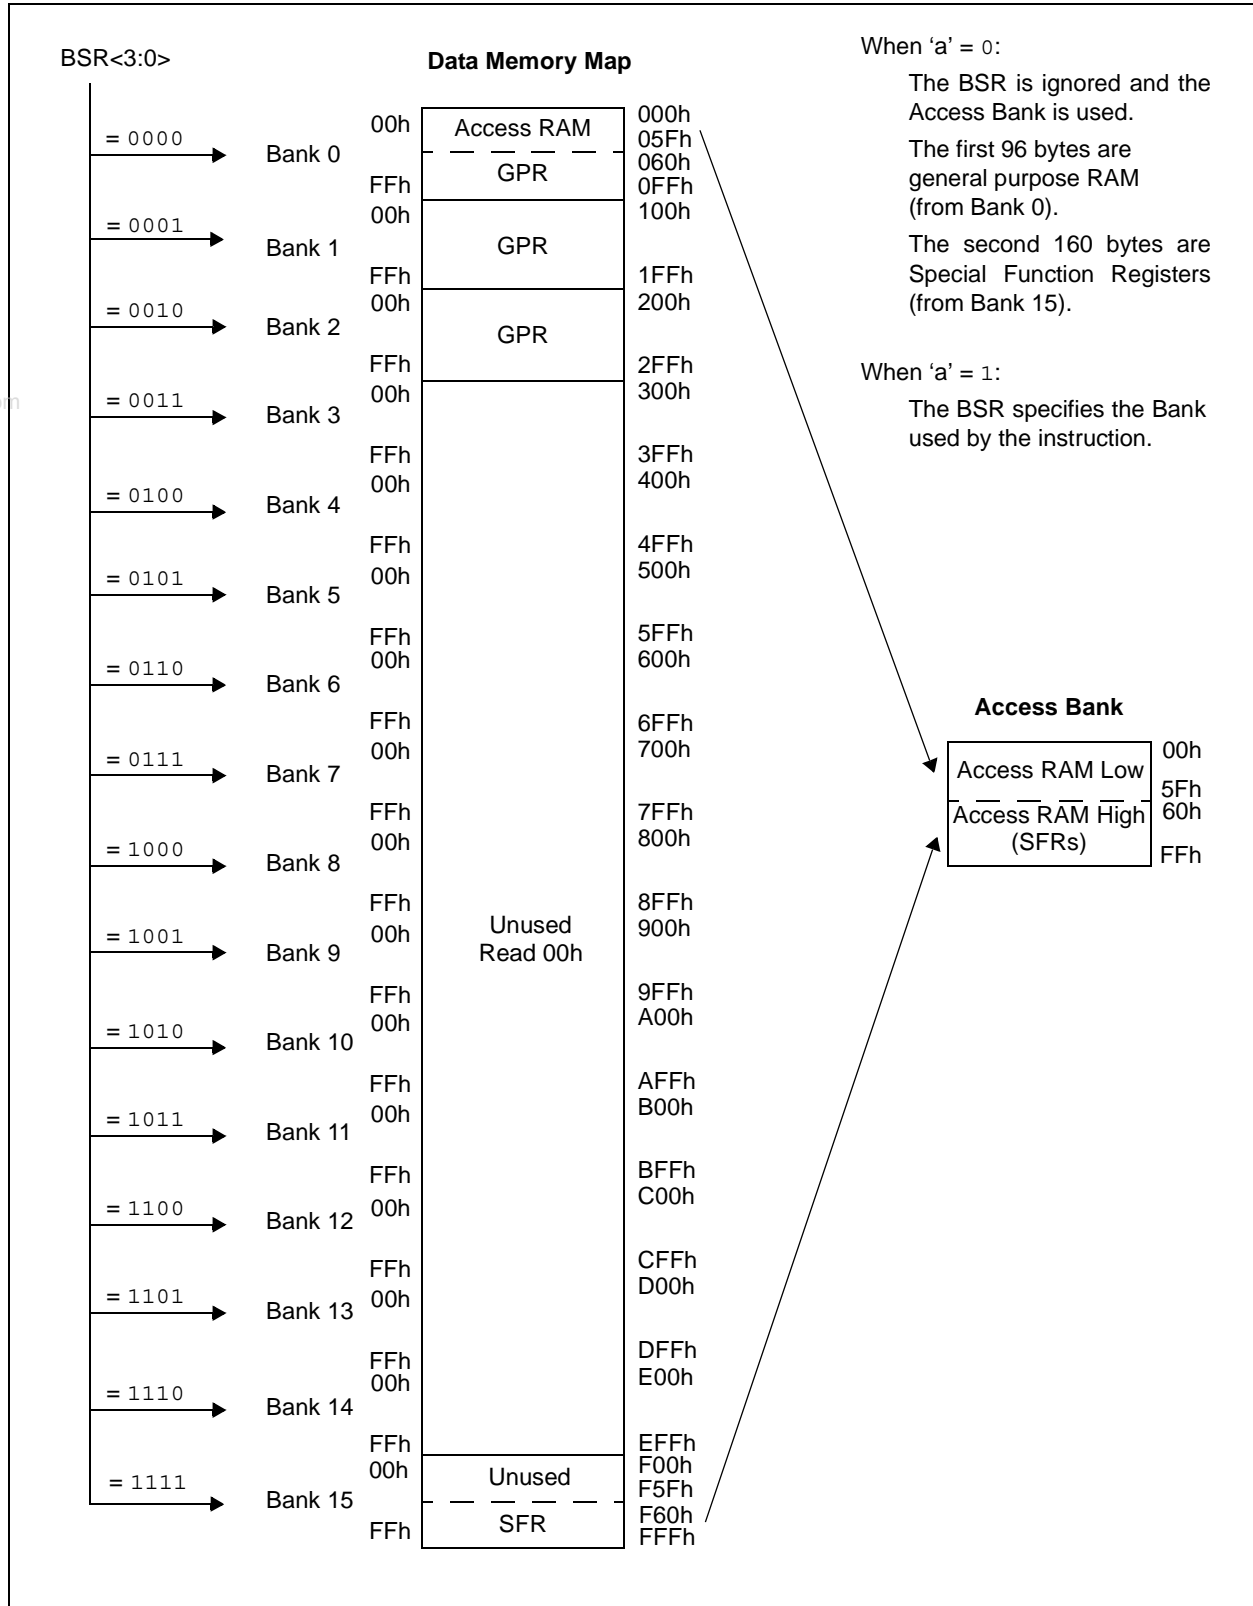 BSR<3:0>
Data Memory Map
When ‘a’ = 0:
The BSR is ignored and the
Access Bank is used.
The first 96 bytes are
general purpose RAM
(from Bank 0).
The second 160 bytes are
Special Function Registers
(from Bank 15).
When ‘a’ = 1:
The BSR specifies the Bank
used by the instruction.
= 0000
Bank 0
00h
Access RAM
000h
05Fh
060h
GPR
FFh
0FFh
= 0001
Bank 1
00h
100h
GPR
FFh
1FFh
= 0010
Bank 2
00h
200h
GPR
FFh
2FFh
= 0011
Bank 3
00h
300h
FFh
3FFh
= 0100
Bank 4
00h
400h
FFh
4FFh
= 0101
Bank 5
00h
500h
FFh
5FFh
= 0110
Bank 6
00h
600h
FFh
6FFh
= 0111
Bank 7
00h
700h
FFh
7FFh
= 1000
Bank 8
00h
800h
FFh
8FFh
= 1001
Bank 9
00h
900h
Unused
Read 00h
FFh
9FFh
= 1010
Bank 10
00h
A00h
FFh
AFFh
= 1011
Bank 11
00h
B00h
FFh
BFFh
= 1100
Bank 12
00h
C00h
FFh
CFFh
= 1101
Bank 13
00h
D00h
FFh
DFFh
= 1110
Bank 14
00h
E00h
FFh
EFFh
= 1111
Bank 15
00h
F00h
Unused
F5Fh
F60h
SFR
FFh
FFFh
Access Bank
Access RAM Low
00h
5Fh
60h
Access RAM High
(SFRs)
FFh